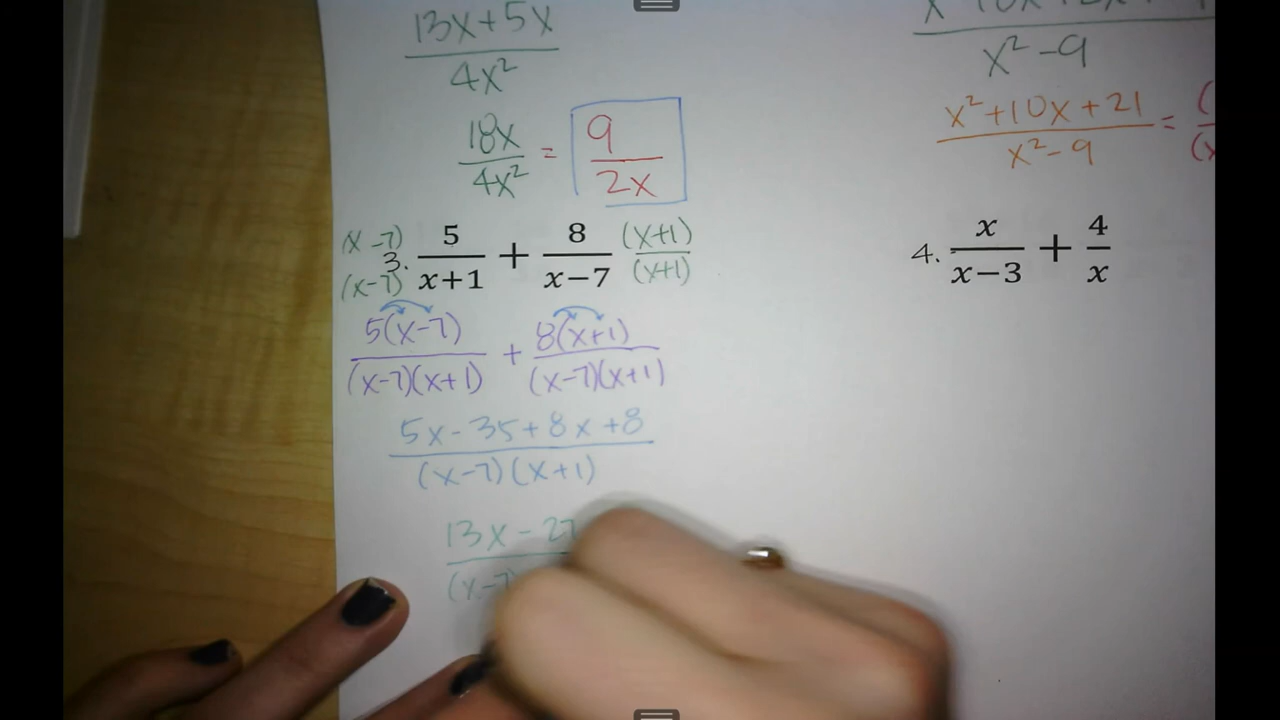 13x+5x
4x²
18x
4x²
=
9
2x
x²-9
x²+10x+21
x²-9
=
(x-7)
(x-7)
3.
5
x+1
+
8
x-7
(x+1)
(x+1)
5(x-7)
(x-7)(x+1)
+
8(x+1)
(x-7)(x+1)
5x-35+8x+8
(x-7)(x+1)
13x-27
(x-7)
4.
x
x-3
+
4
x